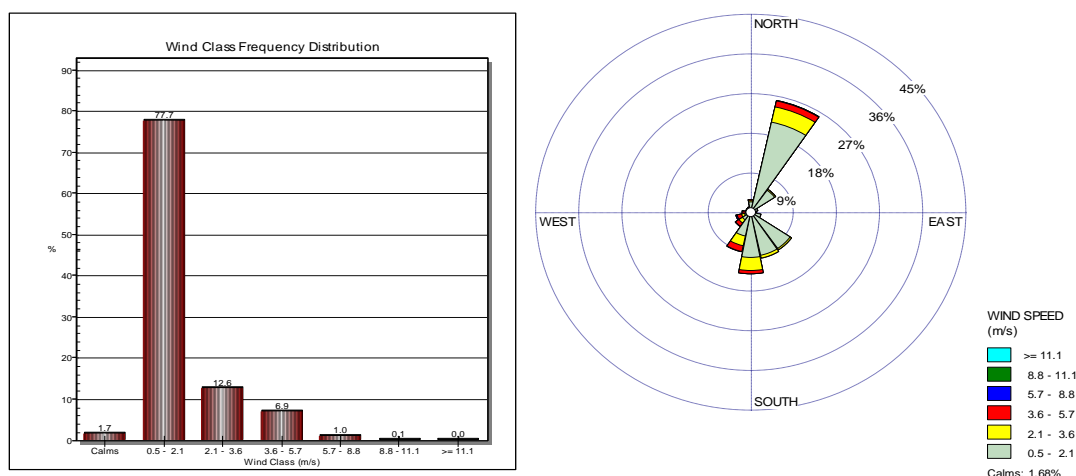 Wind Class Frequency Distribution
90
80
70
60
50
40
30
20
10
0
%
1.7
77.7
12.6
6.9
1.0
0.1
0.0
Calms
0.5 - 2.1
2.1 - 3.6
3.6 - 5.7
5.7 - 8.8
8.8 - 11.1
>= 11.1
Wind Class (m/s)
NORTH
45%
36%
27%
18%
9%
WEST
EAST
SOUTH
WIND SPEED
(m/s)
>= 11.1
8.8 - 11.1
5.7 - 8.8
3.6 - 5.7
2.1 - 3.6
0.5 - 2.1
Calms: 1.68%